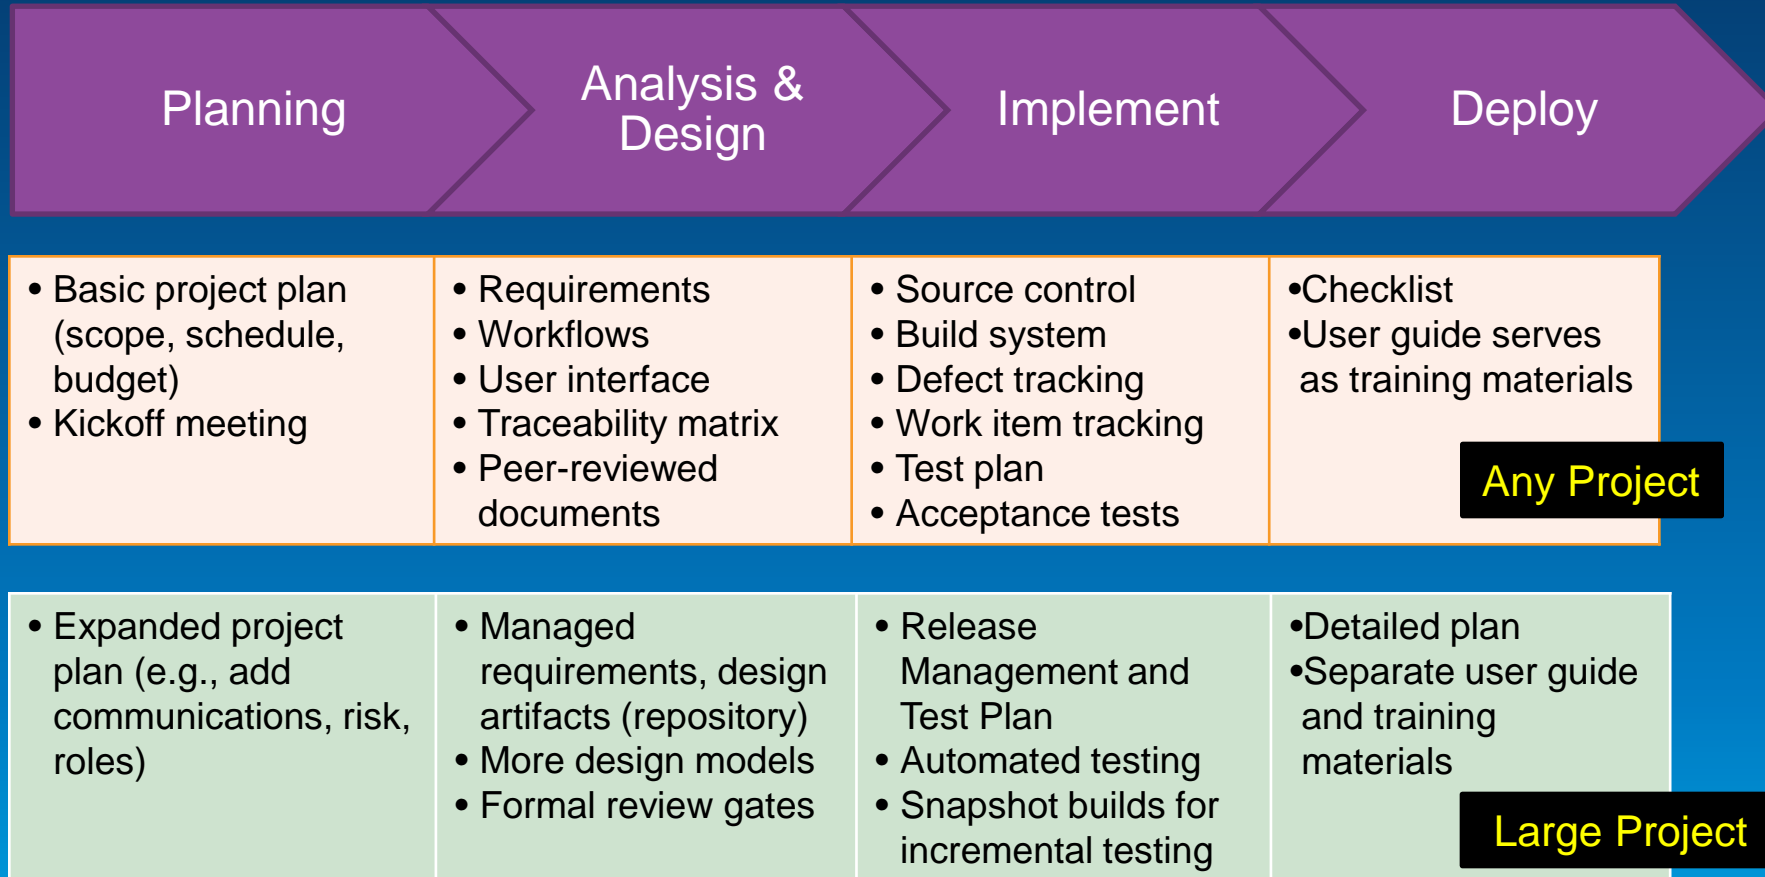 Planning
Analysis &
Design
Implement
Deploy
• Basic project plan
(scope, schedule,
budget)
• Kickoff meeting
• Requirements
• Workflows
• User interface
• Traceability matrix
• Peer-reviewed
documents
• Source control
• Build system
• Defect tracking
• Work item tracking
• Test plan
• Acceptance tests
•Checklist
•User guide serves
as training materials
Any Project
• Expanded project
plan (e.g., add
communications, risk,
roles)
• Managed
requirements, design
artifacts (repository)
• More design models
• Formal review gates
• Release
Management and
Test Plan
• Automated testing
• Snapshot builds for
incremental testing
•Detailed plan
•Separate user guide
and training
materials
Large Project